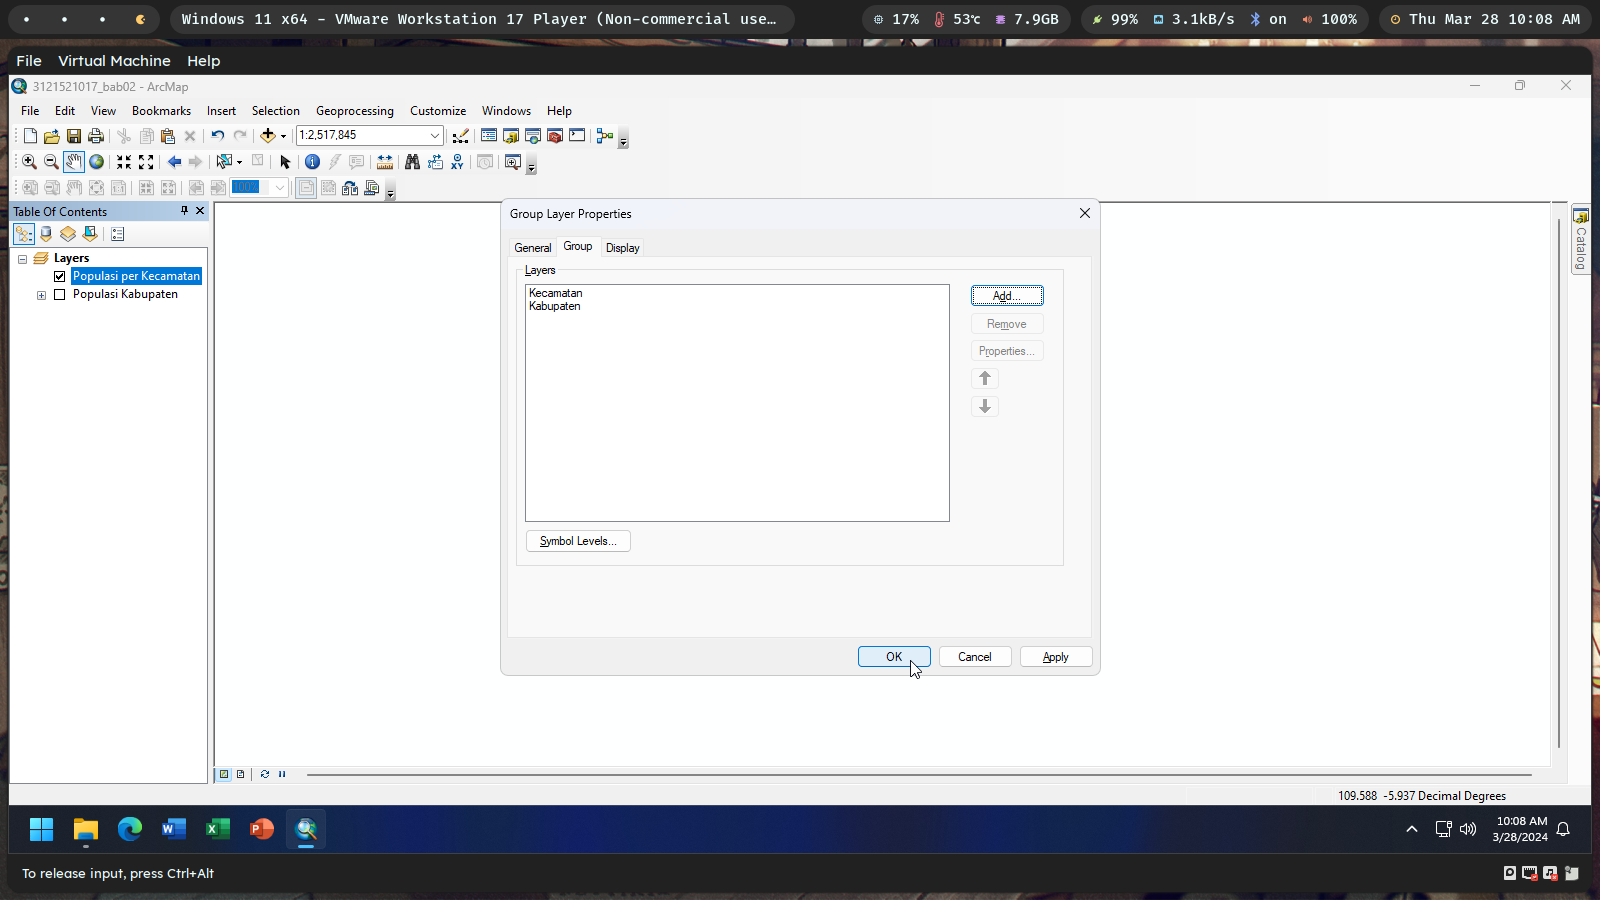 Windows 11 x64 - VMware Workstation 17 Player (Non-commercial use…
17% 53℃ 7.9GB
99% 3.1kB/s on 100%
Thu Mar 28 10:08 AM
File Virtual Machine Help
3121521017_bab02 - ArcMap
File Edit View Bookmarks Insert Selection Geoprocessing Customize Windows Help
1:2,517,845
100%
Table Of Contents
Layers
Populasi per Kecamatan
Populasi Kabupaten
Group Layer Properties
General Group Display
Layers
Kecamatan
Kabupaten
Add...
Remove
Properties...
Symbol Levels...
OK Cancel Apply
Catalog
109.588 -5.937 Decimal Degrees
10:08 AM
3/28/2024
To release input, press Ctrl+Alt